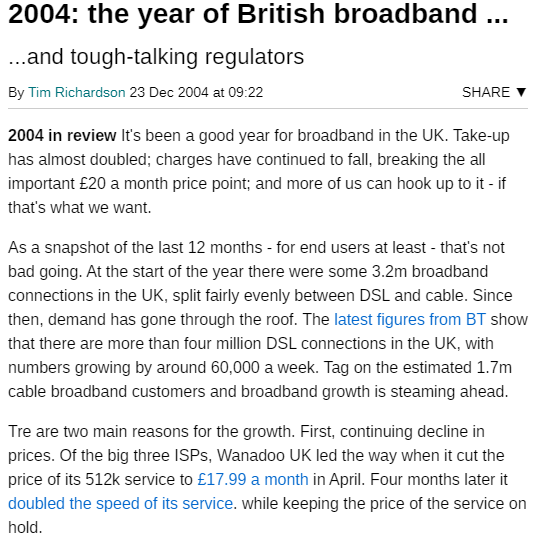 2004: the year of British broadband ...
...and tough-talking regulators
By Tim Richardson 23 Dec 2004 at 09:22 SHARE ▼
2004 in review It's been a good year for broadband in the UK. Take-up
has almost doubled; charges have continued to fall, breaking the all
important £20 a month price point; and more of us can hook up to it - if
that's what we want.
As a snapshot of the last 12 months - for end users at least - that's not
bad going. At the start of the year there were some 3.2m broadband
connections in the UK, split fairly evenly between DSL and cable. Since
then, demand has gone through the roof. The latest figures from BT show
that there are more than four million DSL connections in the UK, with
numbers growing by around 60,000 a week. Tag on the estimated 1.7m
cable broadband customers and broadband growth is steaming ahead.
Tre are two main reasons for the growth. First, continuing decline in
prices. Of the big three ISPs, Wanadoo UK led the way when it cut the
price of its 512k service to £17.99 a month in April. Four months later it
doubled the speed of its service. while keeping the price of the service on
hold.